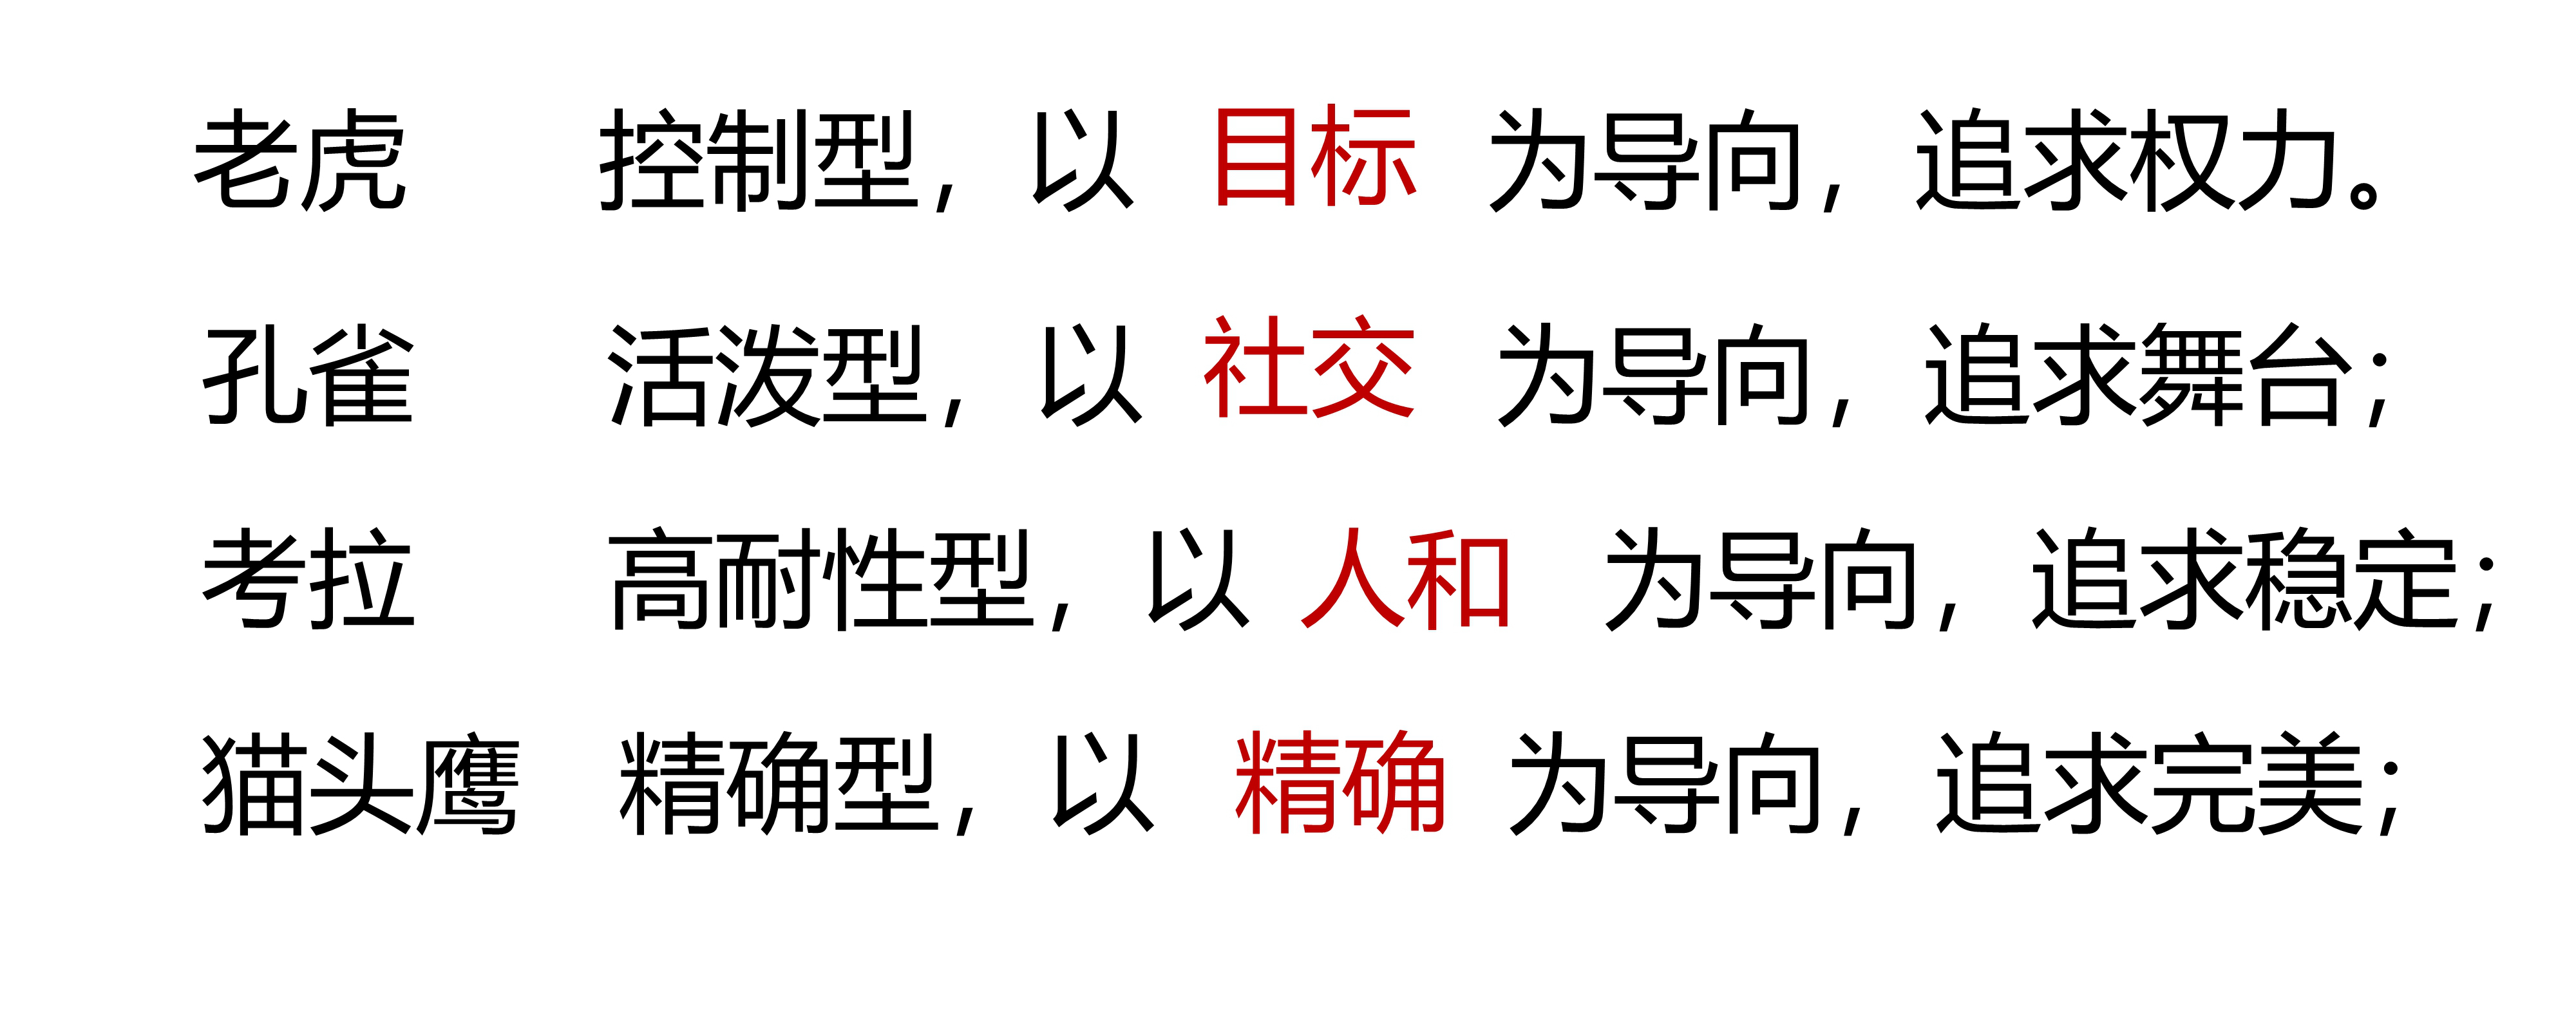 老虎 控制型，以 目标 为导向，追求权力。
孔雀 活泼型，以 社交 为导向，追求舞台；
考拉 高耐性型，以 人和 为导向，追求稳定；
猫头鹰 精确型，以 精确 为导向，追求完美；